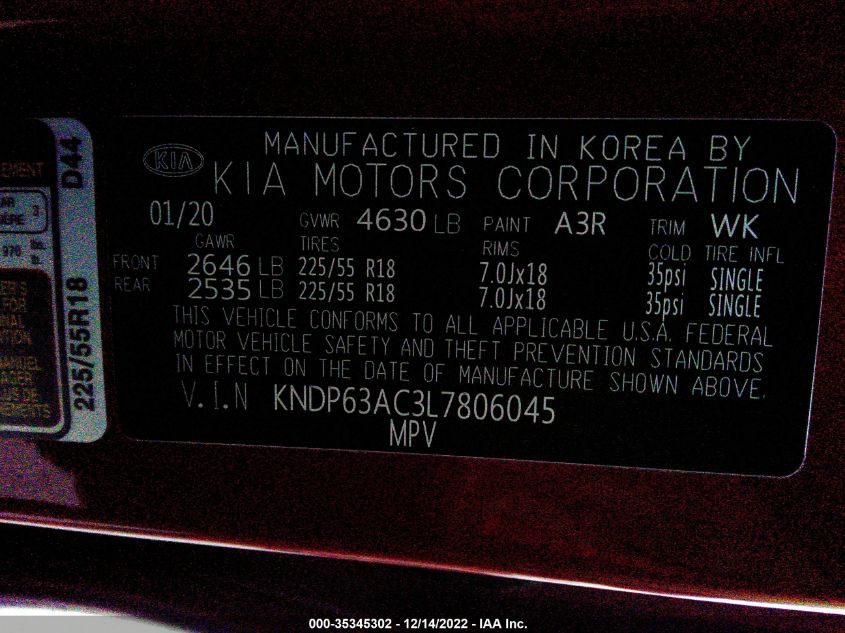 D44
225/55R18
EMENT
3
970
MANUFACTURED IN KOREA BY
KIA KIA MOTORS CORPORATION
01/20 GVWR 4630 LB PAINT A3R TRIM WK
GAWR TIRES RIMS COLD TIRE INFL
FRONT 2646 LB 225/55 R18 7.0Jx18 35psi SINGLE
REAR 2535 LB 225/55 R18 7.0Jx18 35psi SINGLE
THIS VEHICLE CONFORMS TO ALL APPLICABLE U.S.A. FEDERAL
MOTOR VEHICLE SAFETY AND THEFT PREVENTION STANDARDS
IN EFFECT ON THE DATE OF MANUFACTURE SHOWN ABOVE.
V.I.N KNDP63AC3L7806045
MPV
000-35345302 - 12/14/2022 - IAA Inc.